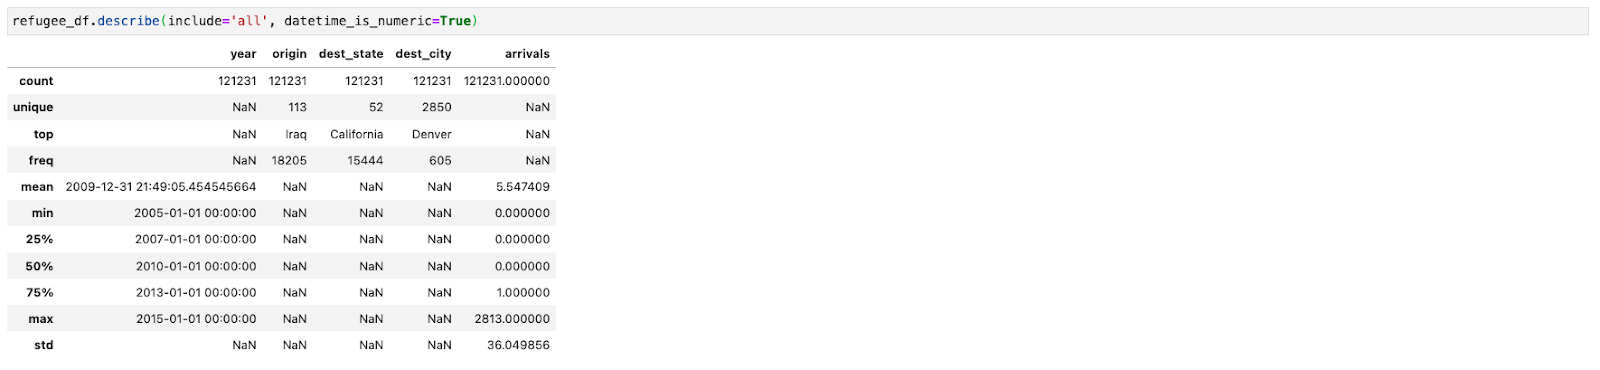 refugee_df.describe(include='all', datetime_is_numeric=True)
year origin dest_state dest_city arrivals
count 121231 121231 121231 121231 121231.000000
unique NaN 113 52 2850 NaN
top NaN Iraq California Denver NaN
freq NaN 18205 15444 605 NaN
mean 2009-12-31 21:49:05.454545664 NaN NaN NaN 5.547409
min 2005-01-01 00:00:00 NaN NaN NaN 0.000000
25% 2007-01-01 00:00:00 NaN NaN NaN 0.000000
50% 2010-01-01 00:00:00 NaN NaN NaN 0.000000
75% 2013-01-01 00:00:00 NaN NaN NaN 1.000000
max 2015-01-01 00:00:00 NaN NaN NaN 2813.000000
std NaN NaN NaN NaN 36.049856